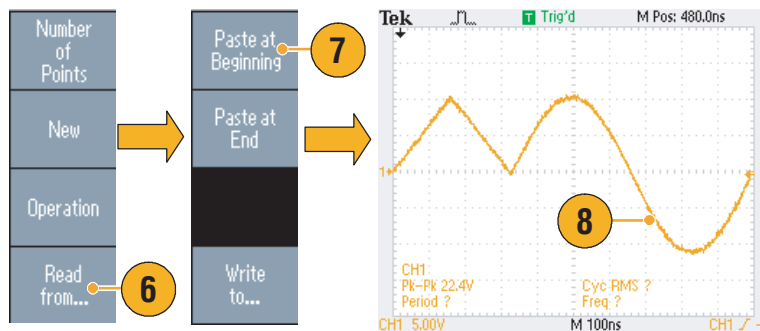 Number
of
Points
New
Operation
Read
from...
6
Paste at
Beginning
7
Paste at
End
Write
to...
Tek
T Trig'd
M Pos: 480.0ns
1
8
CH1
Pk-Pk 22.4V
Period ?
Cyc RMS ?
Freq ?
CH1 5.00V
M 100ns
CH1